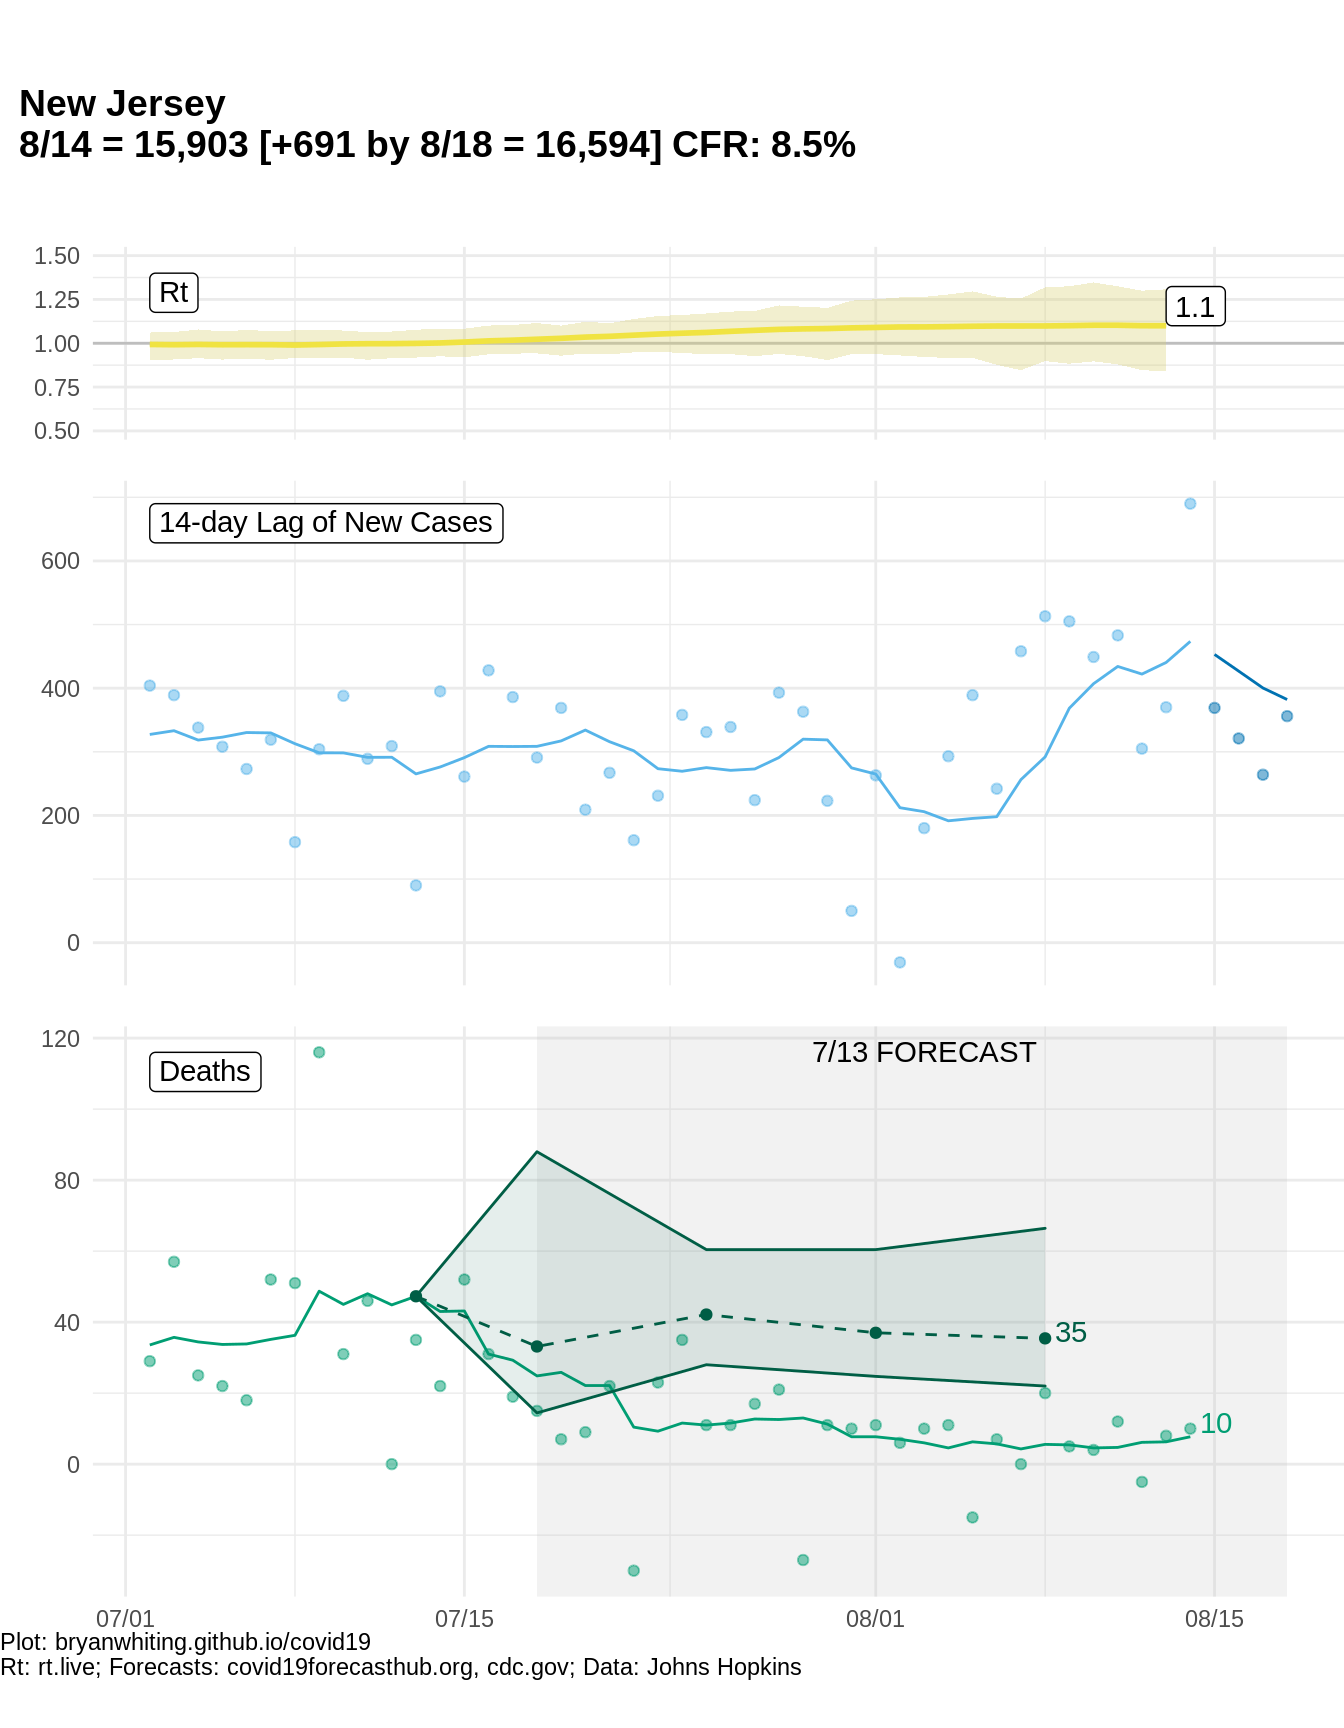 New Jersey
8/14 = 15,903 [+691 by 8/18 = 16,594] CFR: 8.5%
1.50
1.25
1.00
0.75
0.50
Rt
1.1
14-day Lag of New Cases
600
400
200
0
120
80
40
0
Deaths
7/13 FORECAST
35
10
07/01
07/15
08/01
08/15
Plot: bryanwhiting.github.io/covid19
Rt: rt.live; Forecasts: covid19forecasthub.org, cdc.gov; Data: Johns Hopkins